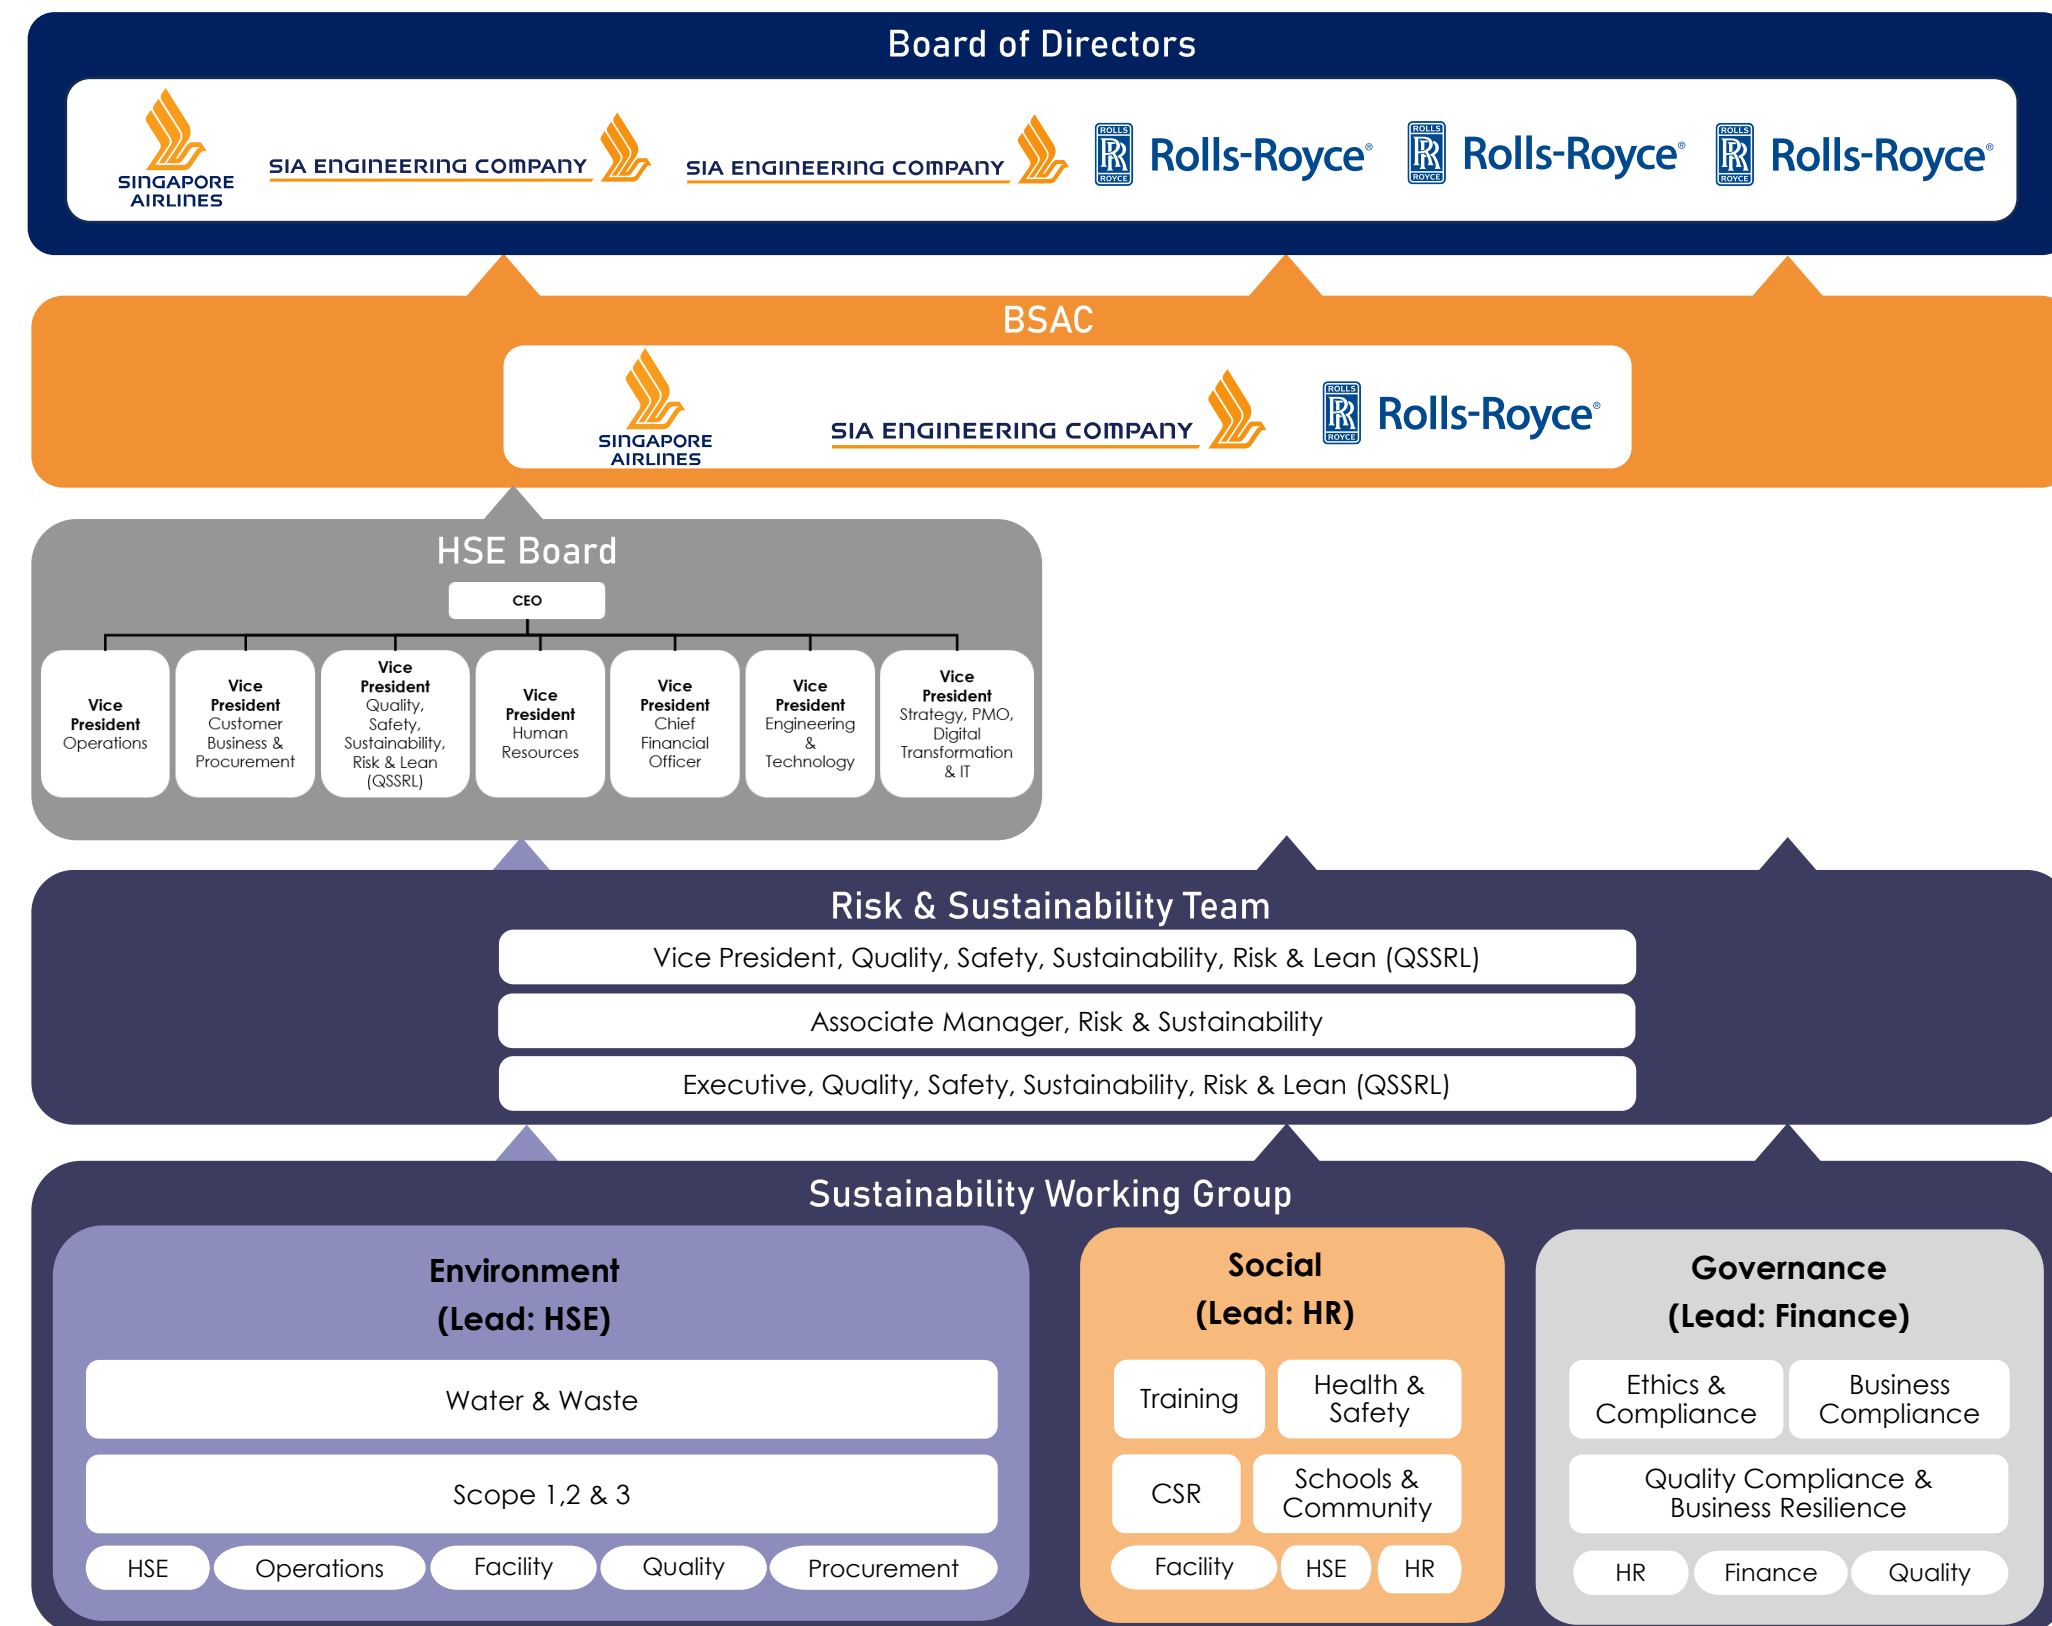 Board of Directors
SINGAPORE
AIRLINES
SIA ENGINEERING COMPANY
SIA ENGINEERING COMPANY
ROLLS
RR
ROYCE
Rolls-Royce®
ROLLS
RR
ROYCE
Rolls-Royce®
ROLLS
RR
ROYCE
Rolls-Royce®
BSAC
SINGAPORE
AIRLINES
SIA ENGINEERING COMPANY
ROLLS
RR
ROYCE
Rolls-Royce®
HSE Board
CEO
Vice
President
Operations
Vice
President
Customer
Business &
Procurement
Vice
President
Quality,
Safety,
Sustainability,
Risk & Lean
(QSSRL)
Vice
President
Human
Resources
Vice
President
Chief
Financial
Officer
Vice
President
Engineering
&
Technology
Vice
President
Strategy, PMO,
Digital
Transformation
& IT
Risk & Sustainability Team
Vice President, Quality, Safety, Sustainability, Risk & Lean (QSSRL)
Associate Manager, Risk & Sustainability
Executive, Quality, Safety, Sustainability, Risk & Lean (QSSRL)
Sustainability Working Group
Environment
(Lead: HSE)
Water & Waste
Scope 1,2 & 3
HSE
Operations
Facility
Quality
Procurement
Social
(Lead: HR)
Training
Health &
Safety
CSR
Schools &
Community
Facility
HSE
HR
Governance
(Lead: Finance)
Ethics &
Compliance
Business
Compliance
Quality Compliance &
Business Resilience
HR
Finance
Quality